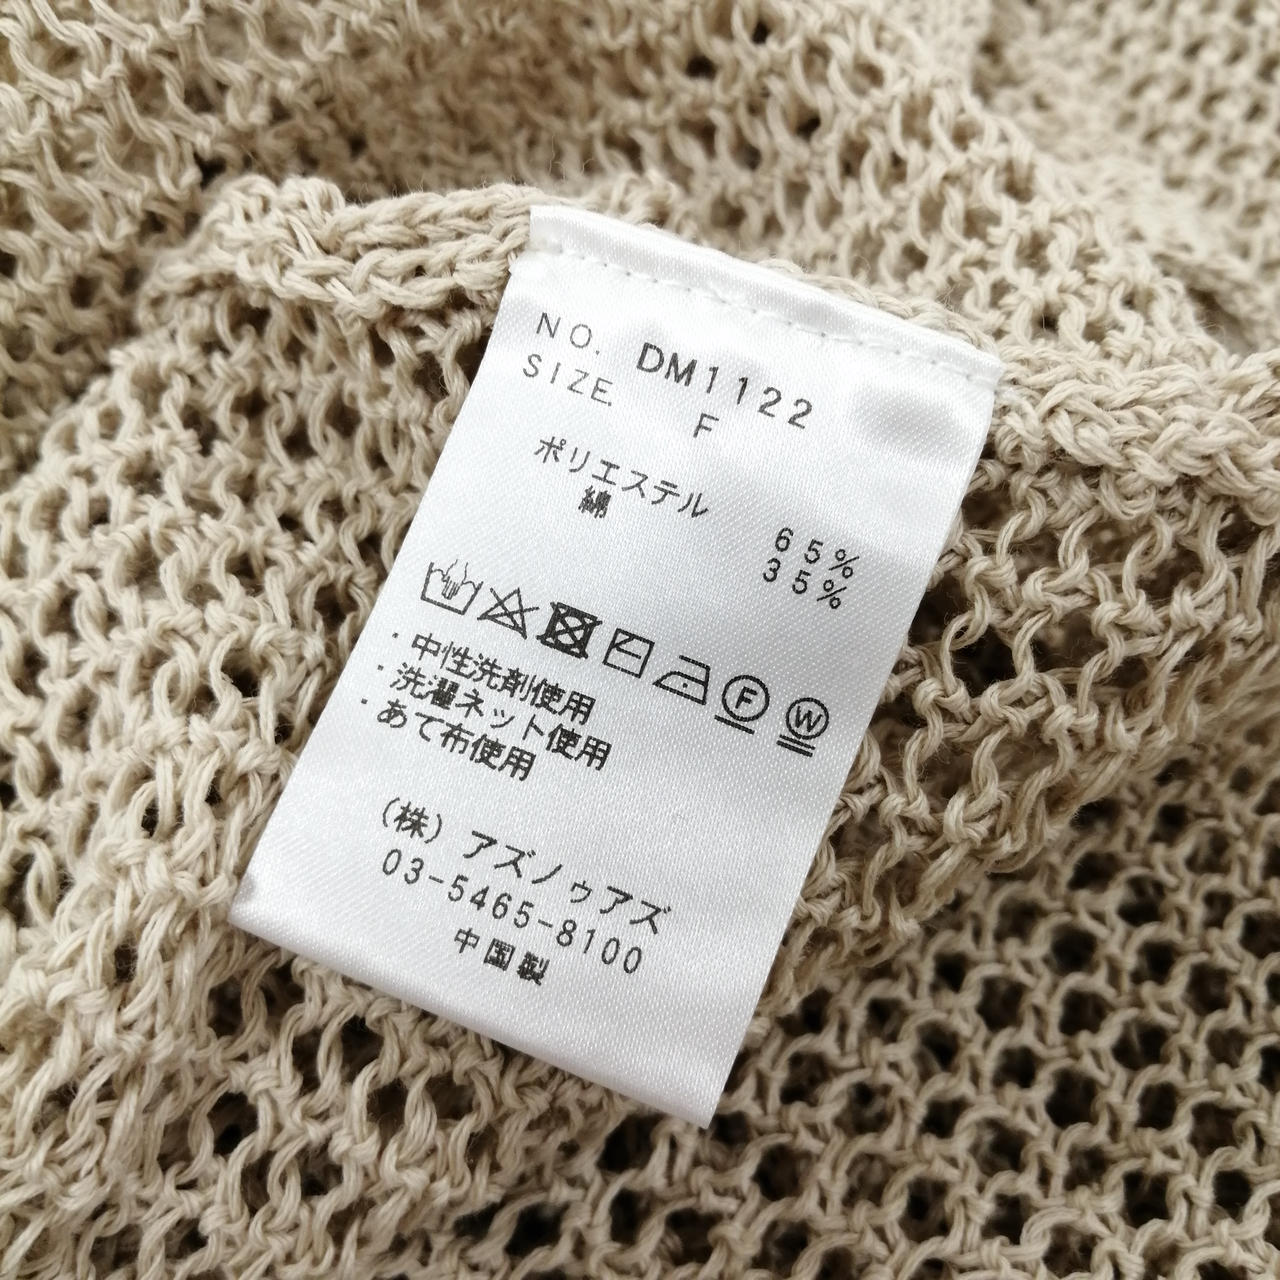 NO. DM1122
SIZE. F
ポリエステル 65%
綿 35%
F W
・中性洗剤使用
・洗濯ネット使用
・あて布使用
(株)アズノゥアズ
03-5465-8100
中国製